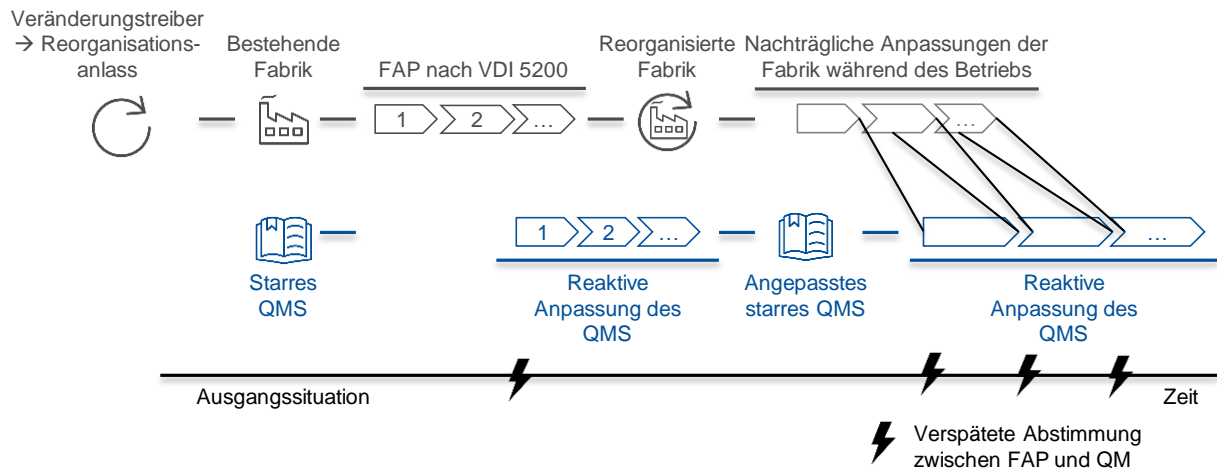 Veränderungstreiber
→ Reorganisations-
anlass
Bestehende
Fabrik
FAP nach VDI 5200
Reorganisierte
Fabrik
Nachträgliche Anpassungen der
Fabrik während des Betriebs
1
2
...
...
1
2
...
...
Starres
QMS
Reaktive
Anpassung des
QMS
Angepasstes
starres QMS
Reaktive
Anpassung des
QMS
Ausgangssituation
Zeit
Verspätete Abstimmung
zwischen FAP und QM